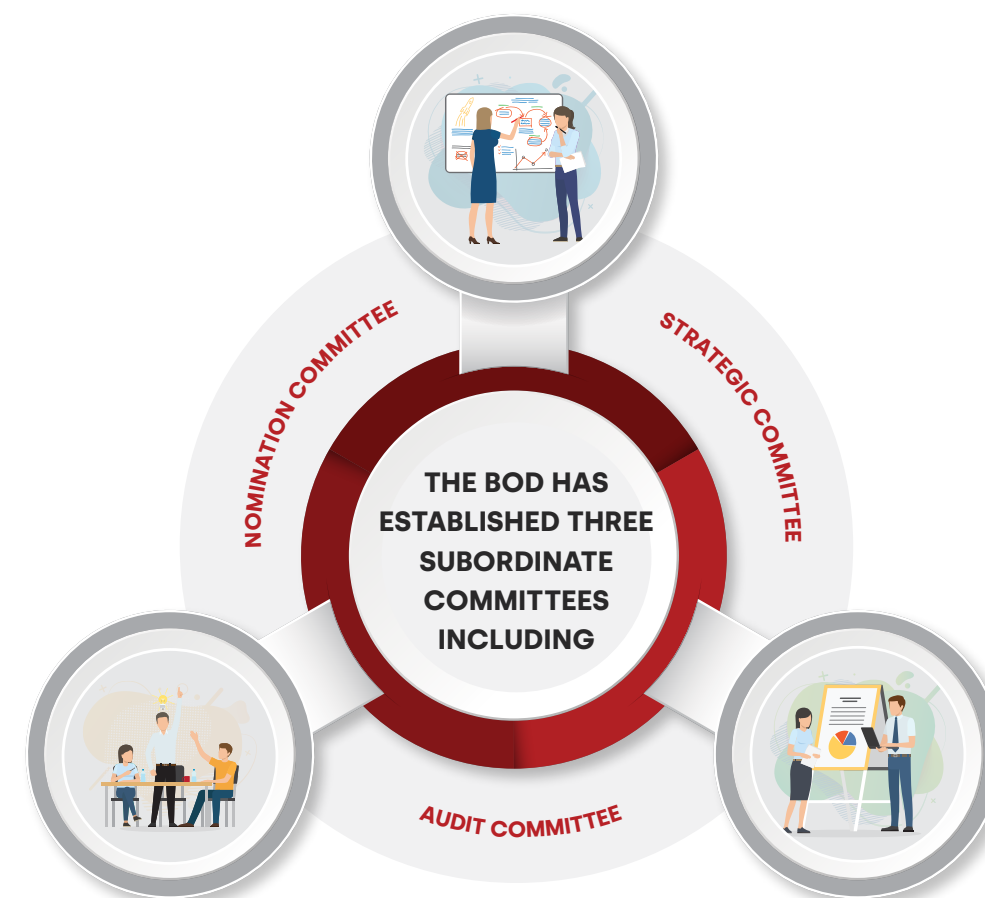 NOMINATION COMMITTEE
STRATEGIC COMMITTEE
THE BOD HAS
ESTABLISHED THREE
SUBORDINATE
COMMITTEES
INCLUDING
AUDIT COMMITTEE